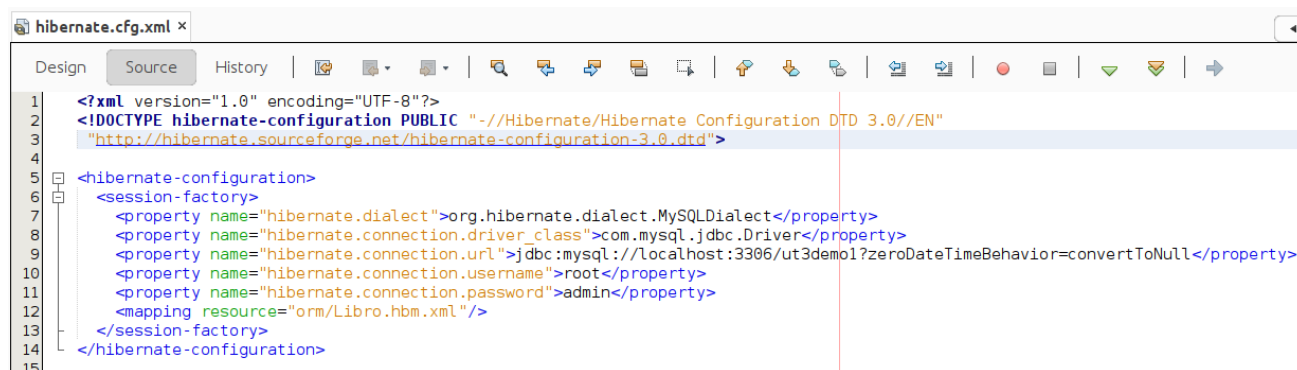 hibernate.cfg.xml ×
Design Source History
1 <?xml version="1.0" encoding="UTF-8"?>
2 <!DOCTYPE hibernate-configuration PUBLIC "-//Hibernate/Hibernate Configuration DTD 3.0//EN"
3 "http://hibernate.sourceforge.net/hibernate-configuration-3.0.dtd">
4
5 <hibernate-configuration>
6 <session-factory>
7 <property name="hibernate.dialect">org.hibernate.dialect.MySQLDialect</property>
8 <property name="hibernate.connection.driver_class">com.mysql.jdbc.Driver</property>
9 <property name="hibernate.connection.url">jdbc:mysql://localhost:3306/ut3demo1?zeroDateTimeBehavior=convertToNull</property>
10 <property name="hibernate.connection.username">root</property>
11 <property name="hibernate.connection.password">admin</property>
12 <mapping resource="orm/Libro.hbm.xml"/>
13 </session-factory>
14 </hibernate-configuration>
15